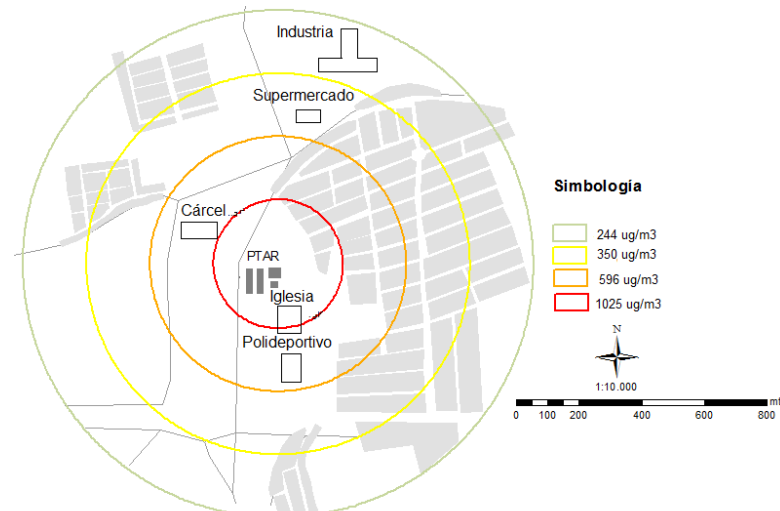 Industria
Supermercado
Cárcel
PTAR
Iglesia
Polideportivo
Simbología
244 ug/m3
350 ug/m3
596 ug/m3
1025 ug/m3
N
1:10.000
0 100 200 400 600 800